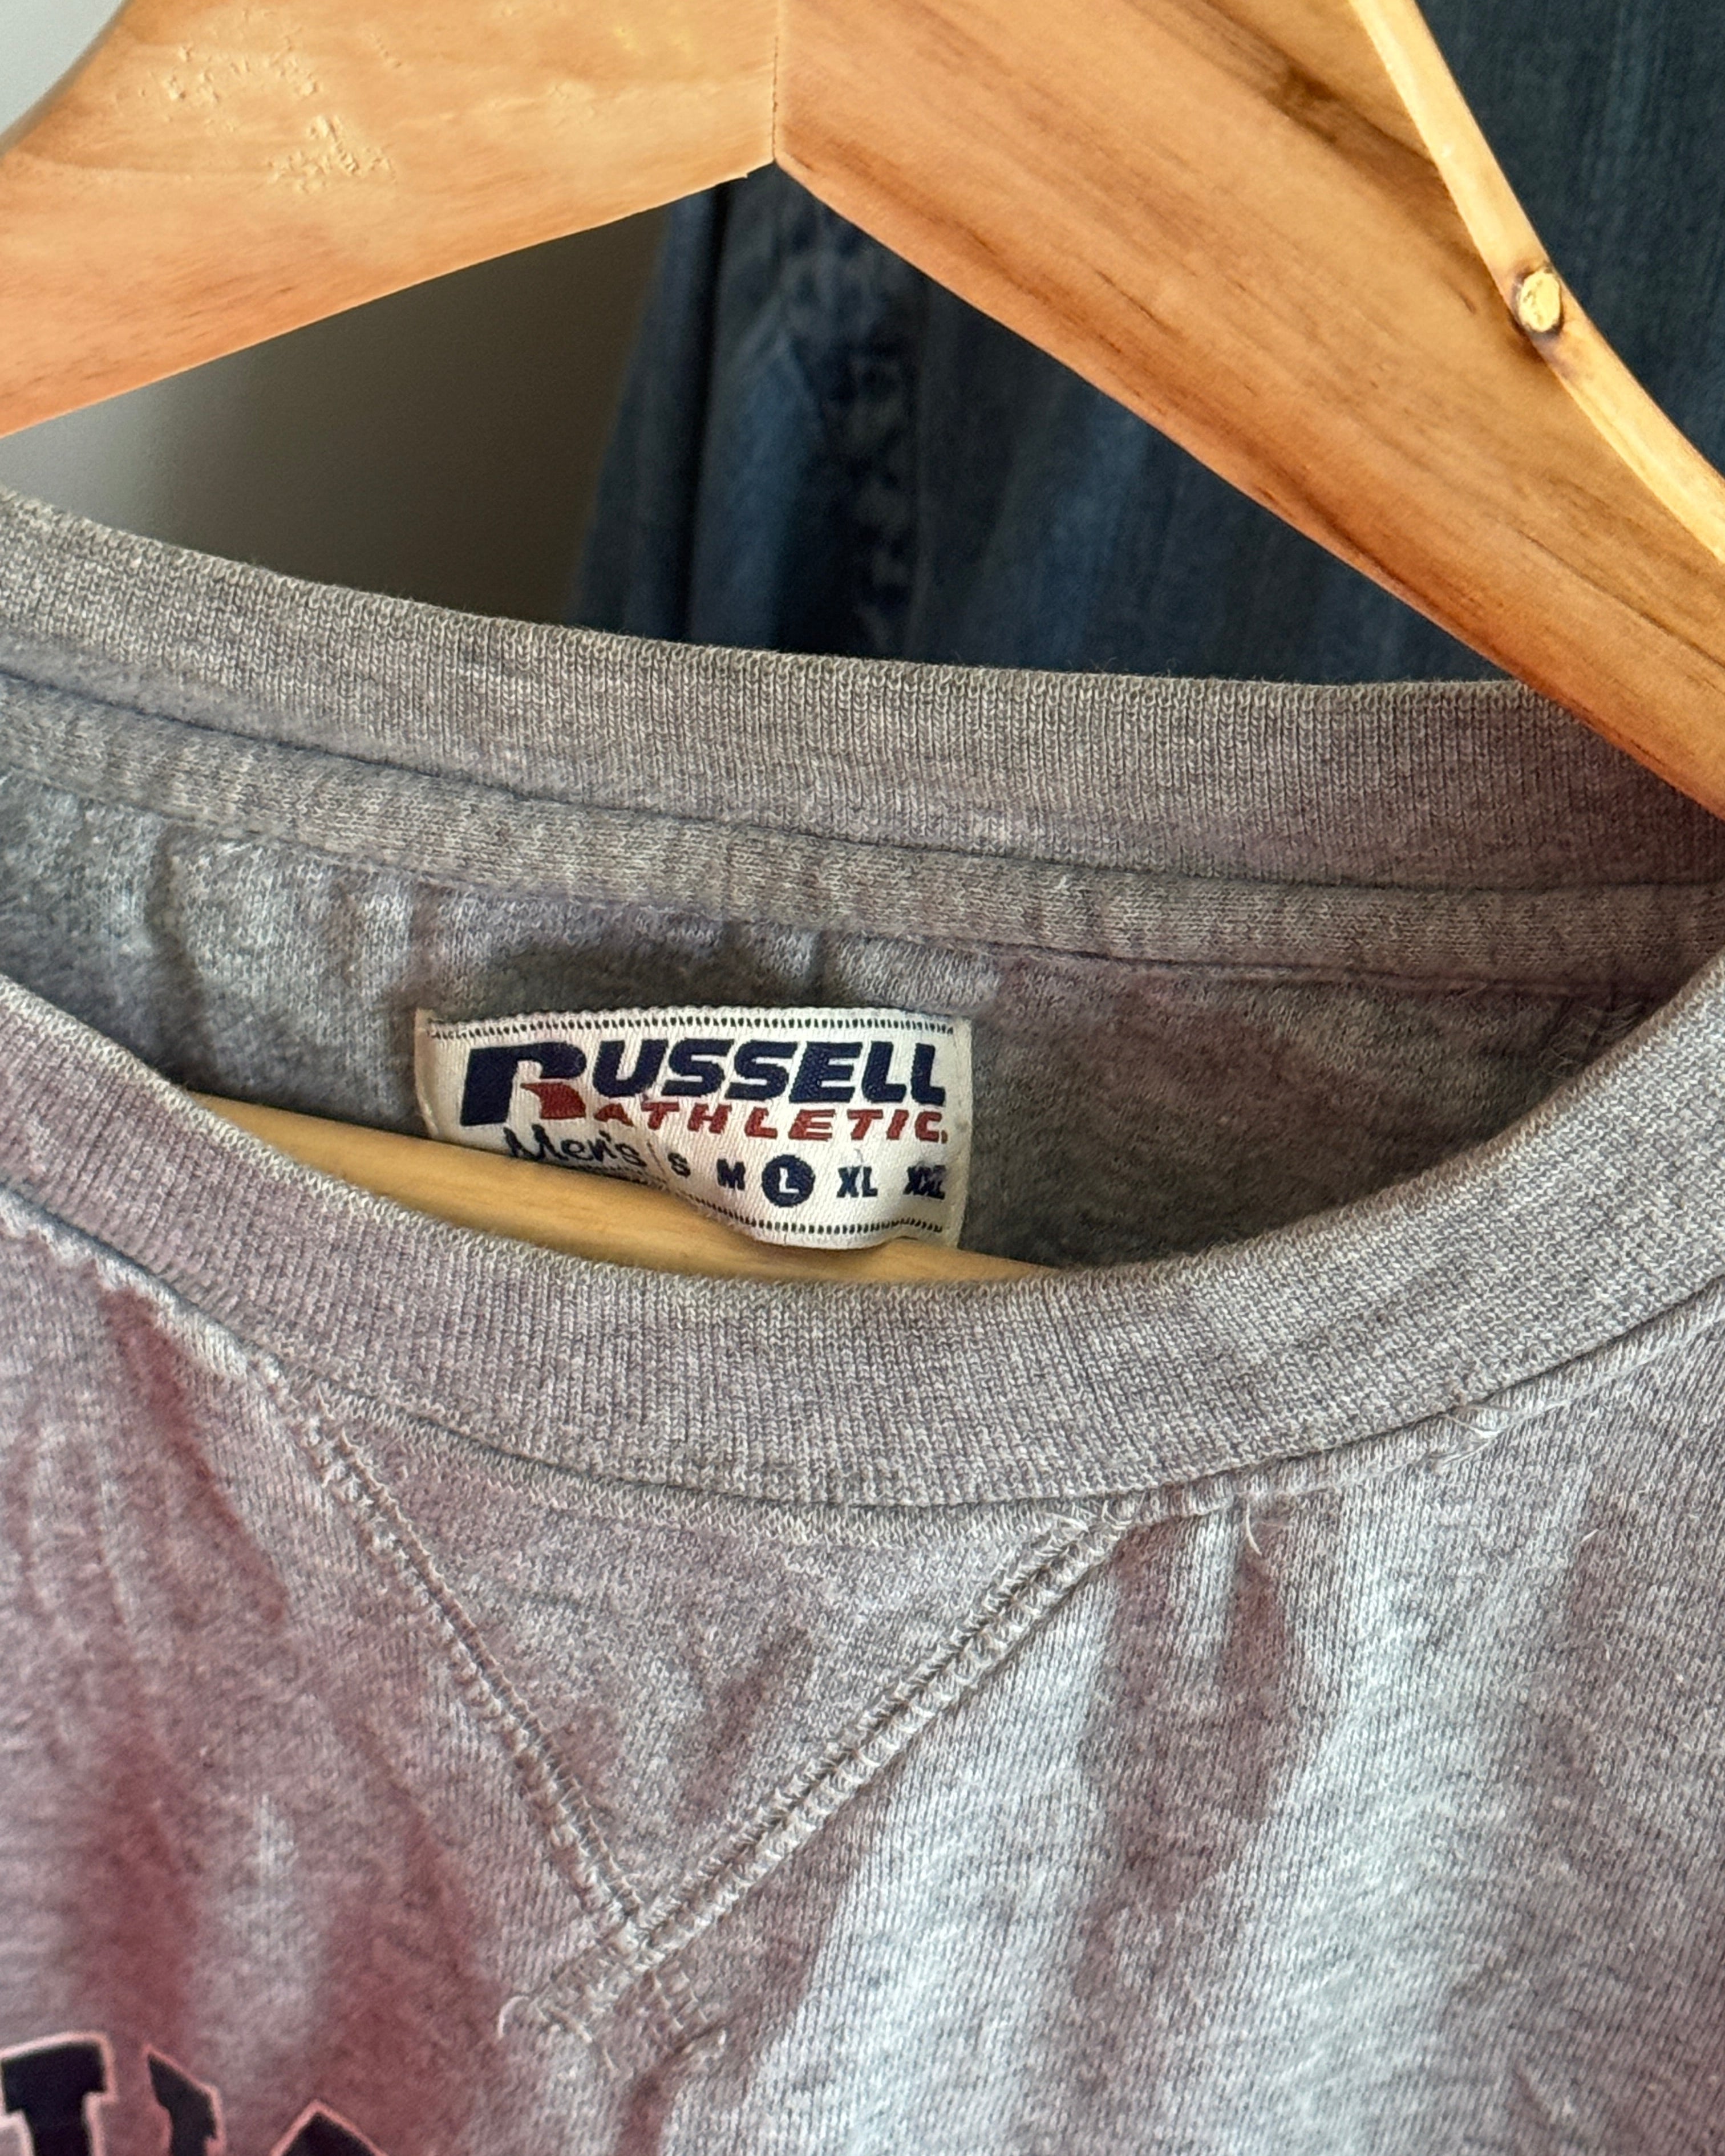 RUSSELL
ATHLETIC
Men's S M L XL XXL